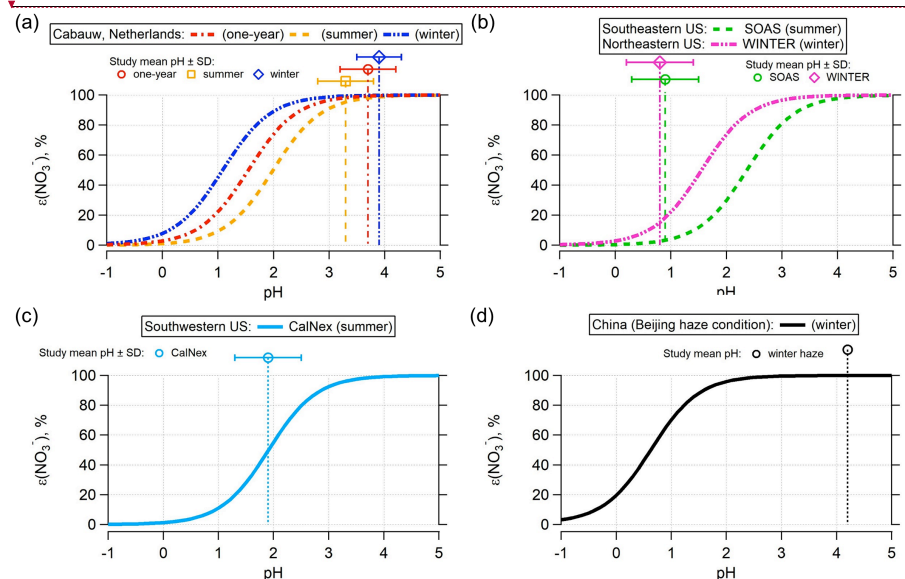 (a)
Cabauw, Netherlands: (one-year) (summer) (winter)
Study mean pH ± SD:
one-year summer winter
ε(NO₃⁻), %
100
80
60
40
20
0
-1 0 1 2 3 4 5
pH
(b)
Southeastern US: SOAS (summer)
Northeastern US: WINTER (winter)
Study mean pH ± SD
SOAS WINTER
ε(NO₃⁻), %
100
80
60
40
20
0
-1 0 1 2 3 4 5
pH
(c)
Southwestern US: CalNex (summer)
Study mean pH ± SD: CalNex
ε(NO₃⁻), %
100
80
60
40
20
0
-1 0 1 2 3 4 5
pH
(d)
China (Beijing haze condition): (winter)
Study mean pH: winter haze
ε(NO₃⁻), %
100
80
60
40
20
0
-1 0 1 2 3 4 5
pH